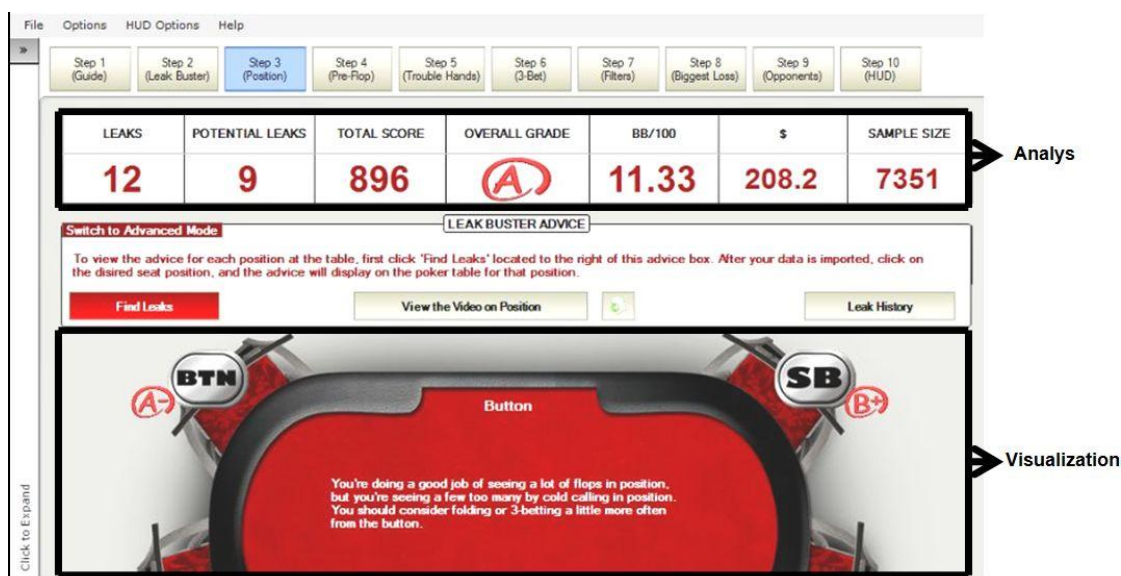 File Options HUD Options Help
»
Step 1 Step 2 Step 3 Step 4 Step 5 Step 6 Step 7 Step 8 Step 9 Step 10
(Guide) (Leak Buster) (Position) (Pre-Flop) (Trouble Hands) (3-Bet) (Filters) (Biggest Loss) (Opponents) (HUD)
LEAKS POTENTIAL LEAKS TOTAL SCORE OVERALL GRADE BB/100 $ SAMPLE SIZE
12 9 896 A 11.33 208.2 7351
Analys
LEAK BUSTER ADVICE
Switch to Advanced Mode
To view the advice for each position at the table, first click 'Find Leaks' located to the right of this advice box. After your data is imported, click on
the disired seat position, and the advice will display on the poker table for that position.
Find Leaks View the Video on Position Leak History
BTN SB
A- B+
Button
Visualization
You're doing a good job of seeing a lot of flops in position,
but you're seeing a few too many by cold calling in position.
You should consider folding or 3-betting a little more often
from the button.
Click to Expand